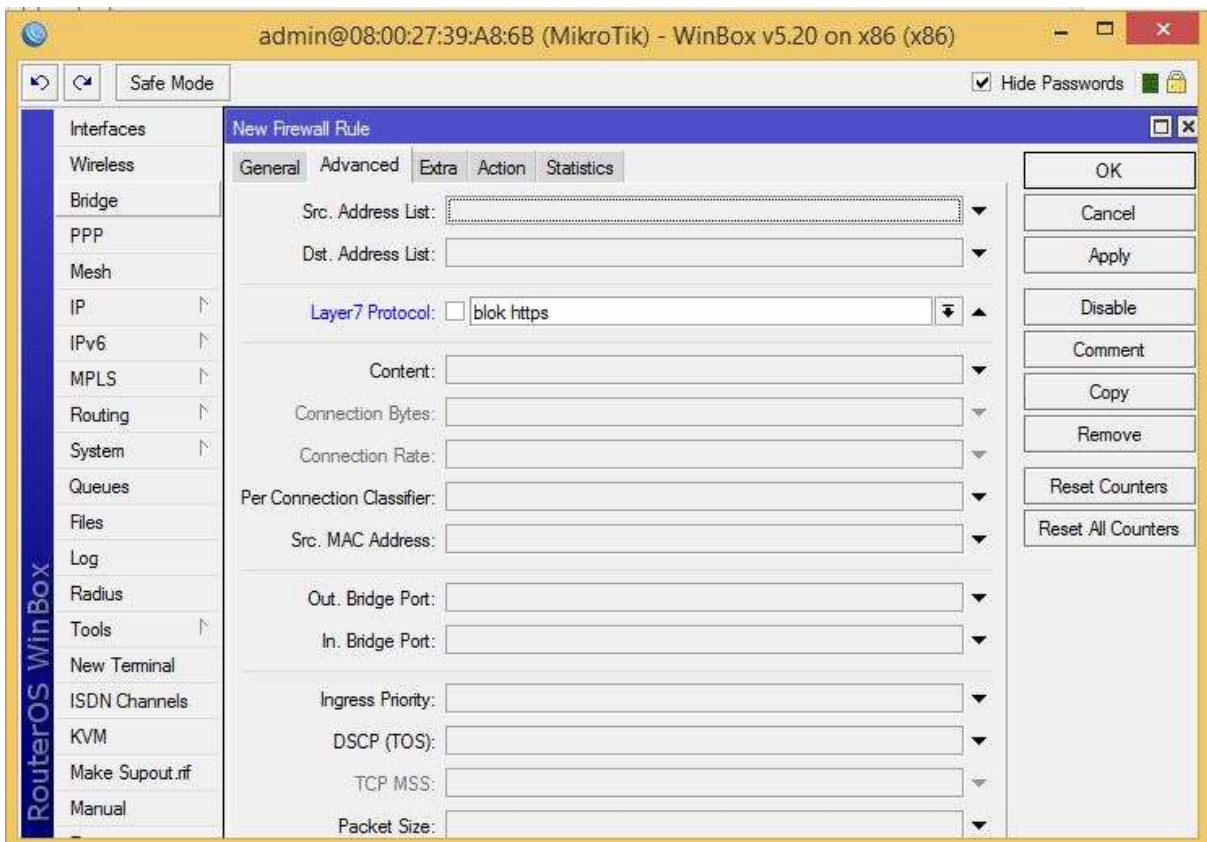 admin@08:00:27:39:A8:6B (MikroTik) - WinBox v5.20 on x86 (x86)
Safe Mode
Hide Passwords
RouterOS WinBox
Interfaces
Wireless
Bridge
PPP
Mesh
IP
IPv6
MPLS
Routing
System
Queues
Files
Log
Radius
Tools
New Terminal
ISDN Channels
KVM
Make Supout.rif
Manual
New Firewall Rule
General Advanced Extra Action Statistics
Src. Address List:
Dst. Address List:
Layer7 Protocol: blok https
Content:
Connection Bytes:
Connection Rate:
Per Connection Classifier:
Src. MAC Address:
Out. Bridge Port:
In. Bridge Port:
Ingress Priority:
DSCP (TOS):
TCP MSS:
Packet Size:
OK
Cancel
Apply
Disable
Comment
Copy
Remove
Reset Counters
Reset All Counters